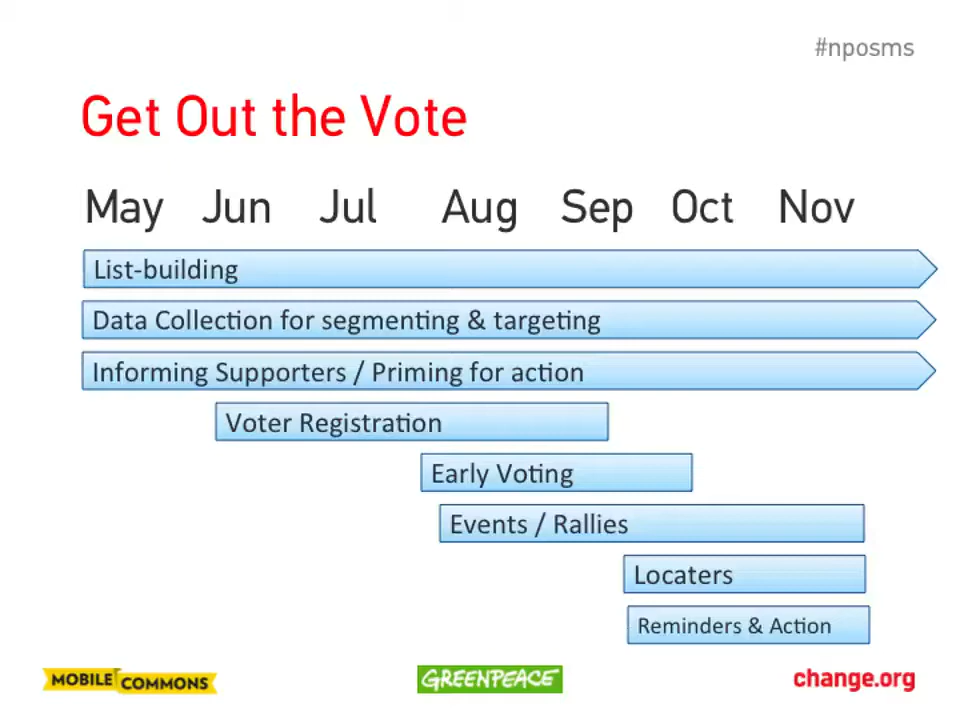 #nposms
Get Out the Vote
May Jun Jul Aug Sep Oct Nov
List-building
Data Collection for segmenting & targeting
Informing Supporters / Priming for action
Voter Registration
Early Voting
Events / Rallies
Locaters
Reminders & Action
MOBILE COMMONS GREENPEACE change.org